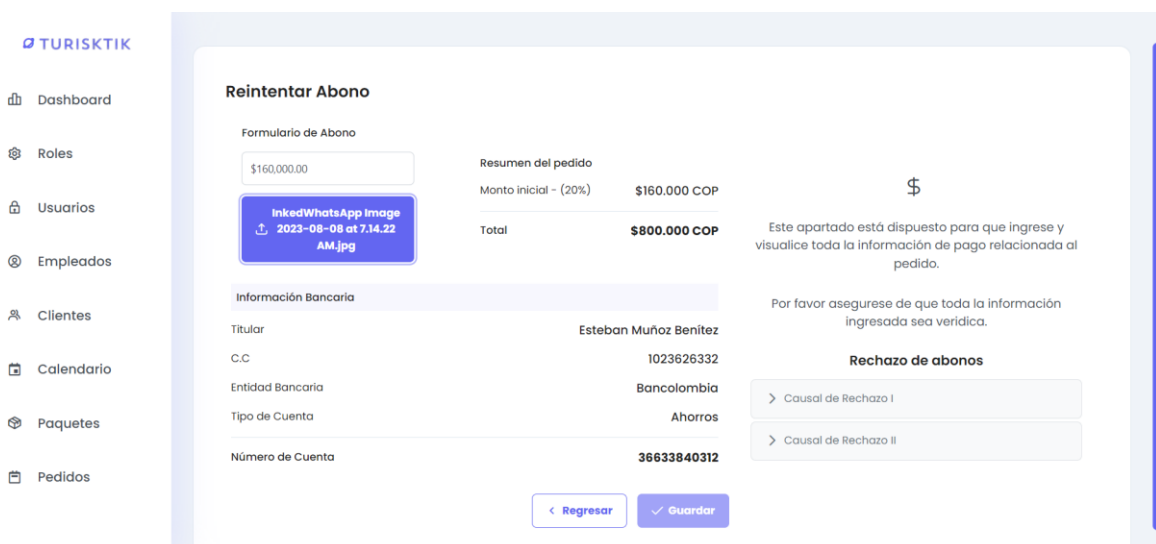 TURISKTIK
Dashboard
Roles
Usuarios
Empleados
Clientes
Calendario
Paquetes
Pedidos
Reintentar Abono
Formulario de Abono
$160,000.00
InkedWhatsApp Image
2023-08-08 at 7.14.22
AM.jpg
Resumen del pedido
Monto inicial - (20%) $160.000 COP
Total $800.000 COP
Información Bancaria
Titular Esteban Muñoz Benítez
C.C 1023626332
Entidad Bancaria Bancolombia
Tipo de Cuenta Ahorros
Número de Cuenta 36633840312
$
Este apartado está dispuesto para que ingrese y
visualice toda la información de pago relacionada al
pedido.
Por favor asegurese de que toda la información
ingresada sea veridica.
Rechazo de abonos
Causal de Rechazo I
Causal de Rechazo II
Regresar
Guardar